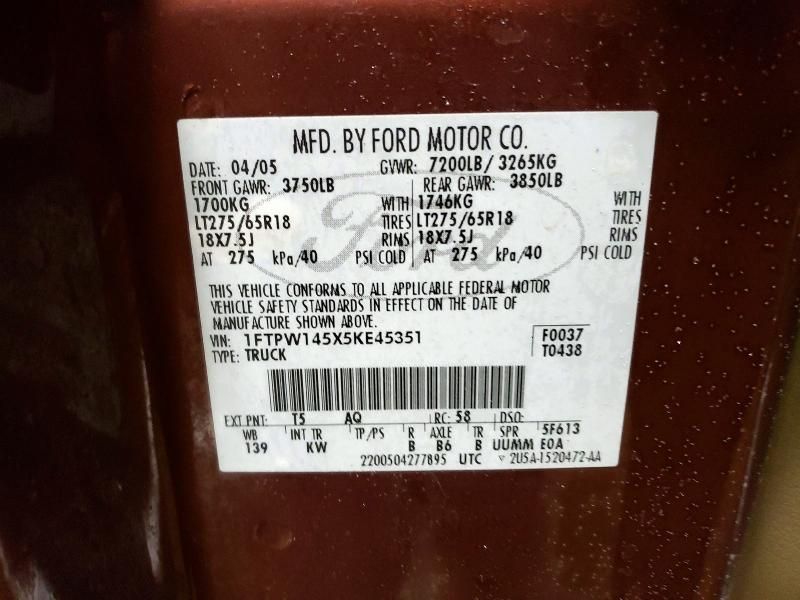 MFD. BY FORD MOTOR CO.
DATE: 04/05 GVWR: 7200LB/ 3265KG
FRONT GAWR: 3750LB REAR GAWR: 3850LB
1700KG WITH 1746KG WITH
LT275/65R18 TIRES LT275/65R18 TIRES
18X7.5J RIMS 18X7.5J RIMS
AT 275 kPa/40 PSI COLD AT 275 kPa/40 PSI COLD
Ford
THIS VEHICLE CONFORMS TO ALL APPLICABLE FEDERAL MOTOR
VEHICLE SAFETY STANDARDS IN EFFECT ON THE DATE OF
MANUFACTURE SHOWN ABOVE.
VIN: 1FTPW145X5KE45351 F0037
TYPE: TRUCK T0438
EXT PNT: T5 AQ RC: 58 DSO:
WB INT TR TP/PS R AXLE TR SPR 5F613
139 KW B B6 B UUMM EOA
2200504277895 UTC ▽ 2U5A-1520472-AA